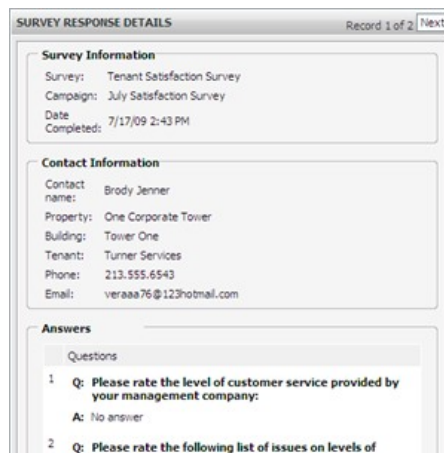 SURVEY RESPONSE DETAILS
Record 1 of 2 Next
Survey Information
Survey: Tenant Satisfaction Survey
Campaign: July Satisfaction Survey
Date
Completed: 7/17/09 2:43 PM
Contact Information
Contact
name: Brody Jenner
Property: One Corporate Tower
Building: Tower One
Tenant: Turner Services
Phone: 213.555.6543
Email: veraaa76@123hotmail.com
Answers
Questions
1 Q: Please rate the level of customer service provided by
your management company:
A: No answer
2 Q: Please rate the following list of issues on levels of